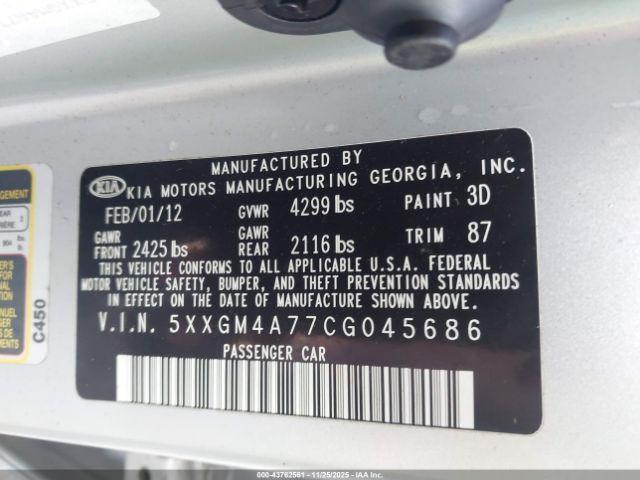 MANUFACTURED BY
KIA KIA MOTORS MANUFACTURING GEORGIA, INC.
FEB/01/12 GVWR 4299 lbs PAINT 3D
GAWR FRONT 2425 lbs GAWR REAR 2116 lbs TRIM 87
THIS VEHICLE CONFORMS TO ALL APPLICABLE U.S.A. FEDERAL
MOTOR VEHICLE SAFETY, BUMPER, AND THEFT PREVENTION STANDARDS
IN EFFECT ON THE DATE OF MANUFACTURE SHOWN ABOVE.
V.I.N. 5XXGM4A77CG045686
PASSENGER CAR
C450
000-43762561 - 11/25/2025 - IAAI.COM